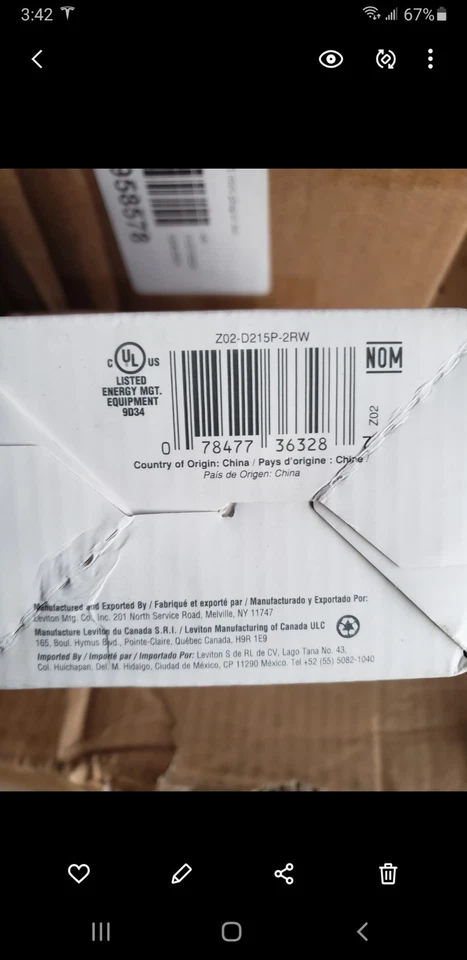 3:42
67%
958578
Z02-D215P-2RW
C UL US
LISTED
ENERGY MGT.
EQUIPMENT
9D34
NOM
Z02
0 78477 36328 7
Country of Origin: China / Pays d'origine : Chine /
País de Origen: China
Manufactured and Exported By / Fabriqué et exporté par / Manufacturado y Exportado Por:
Leviton Mfg. Co., Inc. 201 North Service Road, Melville, NY 11747
Manufacture Leviton du Canada S.R.I. / Leviton Manufacturing of Canada ULC
165, Boul. Hymus Blvd., Pointe-Claire, Québec Canada, H9R 1E9
Imported By / Importé par / Importado Por: Leviton S de RL de CV, Lago Tana No. 43,
Col. Huichapan, Del. M. Hidalgo, Ciudad de México, CP 11290 México. Tel +52 (55) 5082-1040